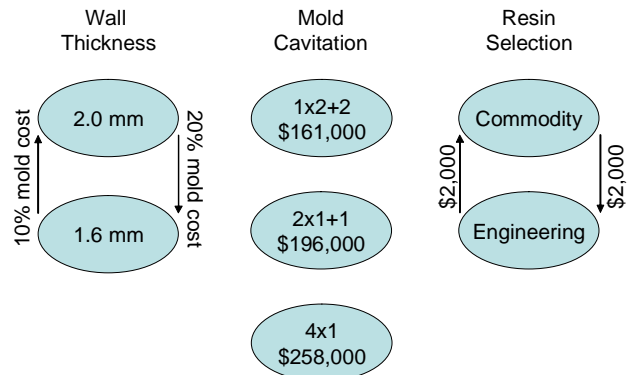 Wall
Thickness
Mold
Cavitation
Resin
Selection
2.0 mm
1.6 mm
10% mold cost
20% mold cost
1x2+2
$161,000
2x1+1
$196,000
4x1
$258,000
Commodity
Engineering
$2,000
$2,000